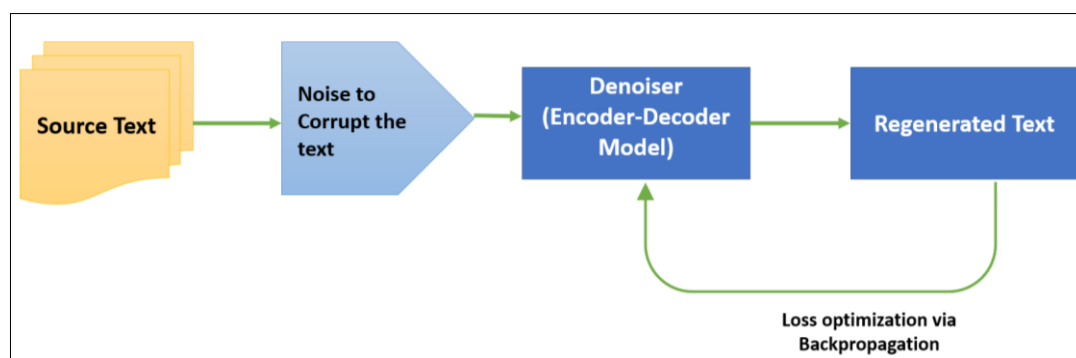 Source Text
Noise to
Corrupt the
text
Denoiser
(Encoder-Decoder
Model)
Regenerated Text
Loss optimization via
Backpropagation